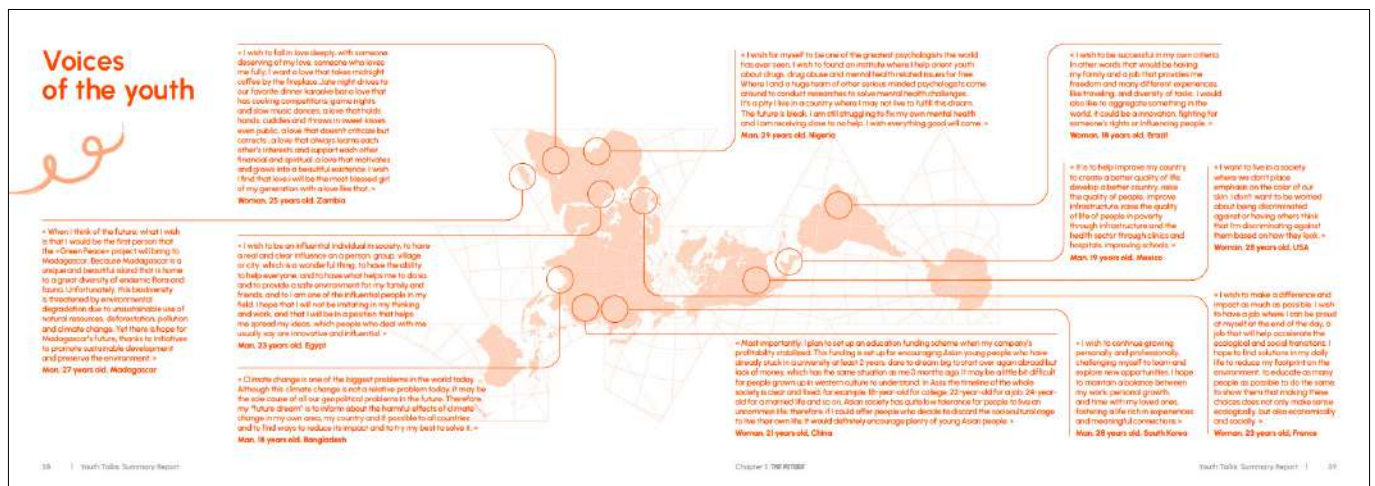 Voices
of the youth
« I wish to fall in love deeply, with someone
deserving of my love, someone who loves
me fully, I want a love that takes midnight
coffee by the fireplace ,late night drives to
our favorite dinner karaoke bar,a love that
has cooking competitions, game nights
and slow music dances, a love that holds
hands, cuddles and throws in sweet kisses
even public, a love that doesn't criticize but
corrects , a love that always learns each
other's interests and support each other
financial and spiritual, a love that motivates
and grows into a beautiful existence. I wish
I find that love,i will be the most blessed girl
of my generation with a love like that. »
Woman, 25 years old, Zambia
« When I think of the future, what I wish
is that I would be the first person that
the «Green Peace» project will bring to
Madagascar. Because Madagascar is a
unique and beautiful island that is home
to a great diversity of endemic flora and
fauna. Unfortunately, this biodiversity
is threatened by environmental
degradation due to unsustainable use of
natural resources, deforestation, pollution
and climate change. Yet there is hope for
Madagascar's future, thanks to initiatives
to promote sustainable development
and preserve the environment. »
Man, 27 years old, Madagascar
« I wish to be an influential individual in society, to have
a real and clear influence on a person, group, village
or city, which is a wonderful thing, to have the ability
to help everyone, and to have what helps me to do so
and to provide a safe environment for my family and
friends, and to I am one of the influential people in my
field. I hope that I will not be imitating in my thinking
and work, and that I will be in a position that helps
me spread my ideas, which people who deal with me
usually say are innovative and influential. »
Man, 23 years old, Egypt
« Climate change is one of the biggest problems in the world today.
Although this climate change is not a relative problem today, it may be
the sole cause of all our geopolitical problems in the future. Therefore,
my "future dream" is to inform about the harmful effects of climate
change in my own area, my country and if possible to all countries
and to find ways to reduce its impact and to try my best to solve it. »
Man, 18 years old, Bangladesh
« I wish for myself to be one of the greatest psychologists the world
has ever seen. I wish to found an institute where I help orient youth
about drugs, drug abuse and mental health related issues for free.
Where I and a huge team of other serious minded psychologists come
around to conduct researches to solve mental health challenges.
It's a pity I live in a country where I may not live to fulfill this dream.
The future is bleak. I am still struggling to fix my own mental health
and I am receiving close to no help. I wish everything good will come. »
Man, 29 years old, Nigeria
« I wish to be successful in my own criteria.
In other words that would be having
my family and a job that provides me
freedom and many different experiences,
like traveling, and diversity of tasks. I would
also like to aggregate something in the
world, it could be a innovation, fighting for
someone's rights or influencing people. »
Woman, 18 years old, Brazil
« It is to help improve my country
to create a better quality of life,
develop a better country, raise
the quality of people, improve
infrastructure, raise the quality
of life of people in poverty
through infrastructure and the
health sector through clinics and
hospitals, improving schools. »
Man, 19 years old, Mexico
« I want to live in a society
where we don't place
emphasis on the color of our
skin. I don't want to be worried
about being discriminated
against or having others think
that I'm discriminating against
them based on how they look. »
Woman, 28 years old, USA
« Most importantly, I plan to set up an education funding scheme when my company's
profitability stabilised. This funding is set up for encouraging Asian young people who have
already stuck in a university at least 2 years, dare to dream big to start over again abroad but
lack of money, which has the same situation as me 3 months ago. It may be a little bit difficult
for people grown up in western culture to understand. In Asia the timeline of the whole
society is clear and fixed, for example, 18-year-old for college, 22-year-old for a job, 24-year-
old for a married life and so on. Asian society has quite low tolerance for people to live an
uncommon life, therefore, if I could offer people who decide to discard the sociocultural cage
to live their own life, it would definitely encourage plenty of young Asian people. »
Woman, 21 years old, China
« I wish to continue growing
personally and professionally,
challenging myself to learn and
explore new opportunities. I hope
to maintain a balance between
my work, personal growth,
and time with my loved ones,
fostering a life rich in experiences
and meaningful connections. »
Man, 28 years old, South Korea
« I wish to make a difference and
impact as much as possible. I wish
to have a job where I can be proud
at myself at the end of the day, a
job that will help accelerate the
ecological and social transitions. I
hope to find solutions in my daily
life to reduce my footprint on the
environment, to educate as many
people as possible to do the same
to show them that making these
choices does not only make sense
ecologically, but also economically
and socially. »
Woman, 23 years old, France
58 | Youth Talks Summary Report
Chapter 1. THE FUTURE
Youth Talks Summary Report | 59